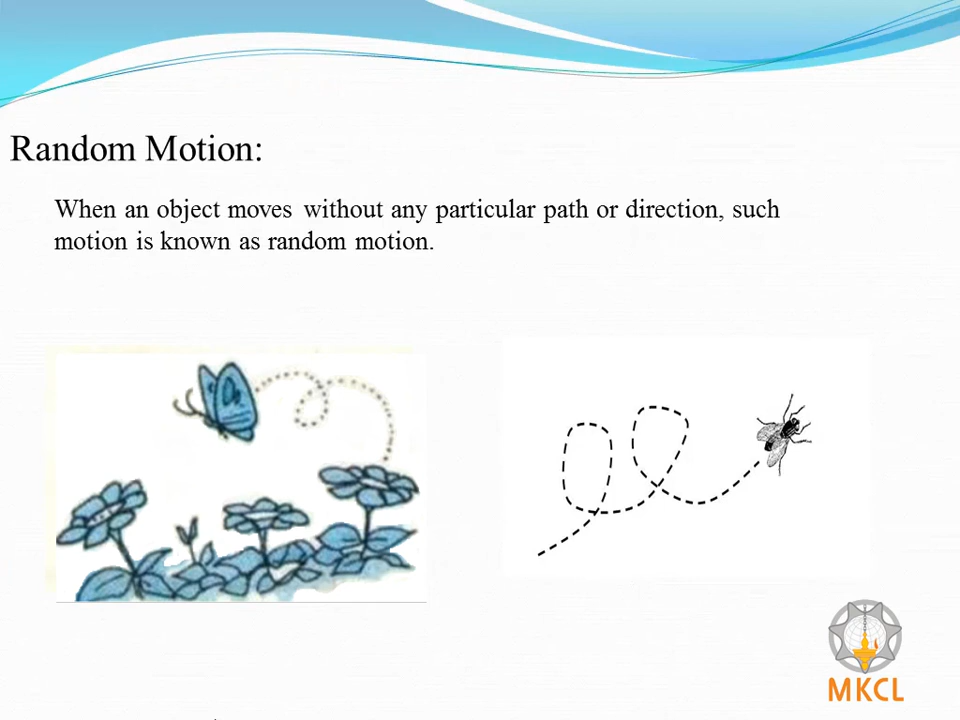 Random Motion:
When an object moves without any particular path or direction, such
motion is known as random motion.
MKCL